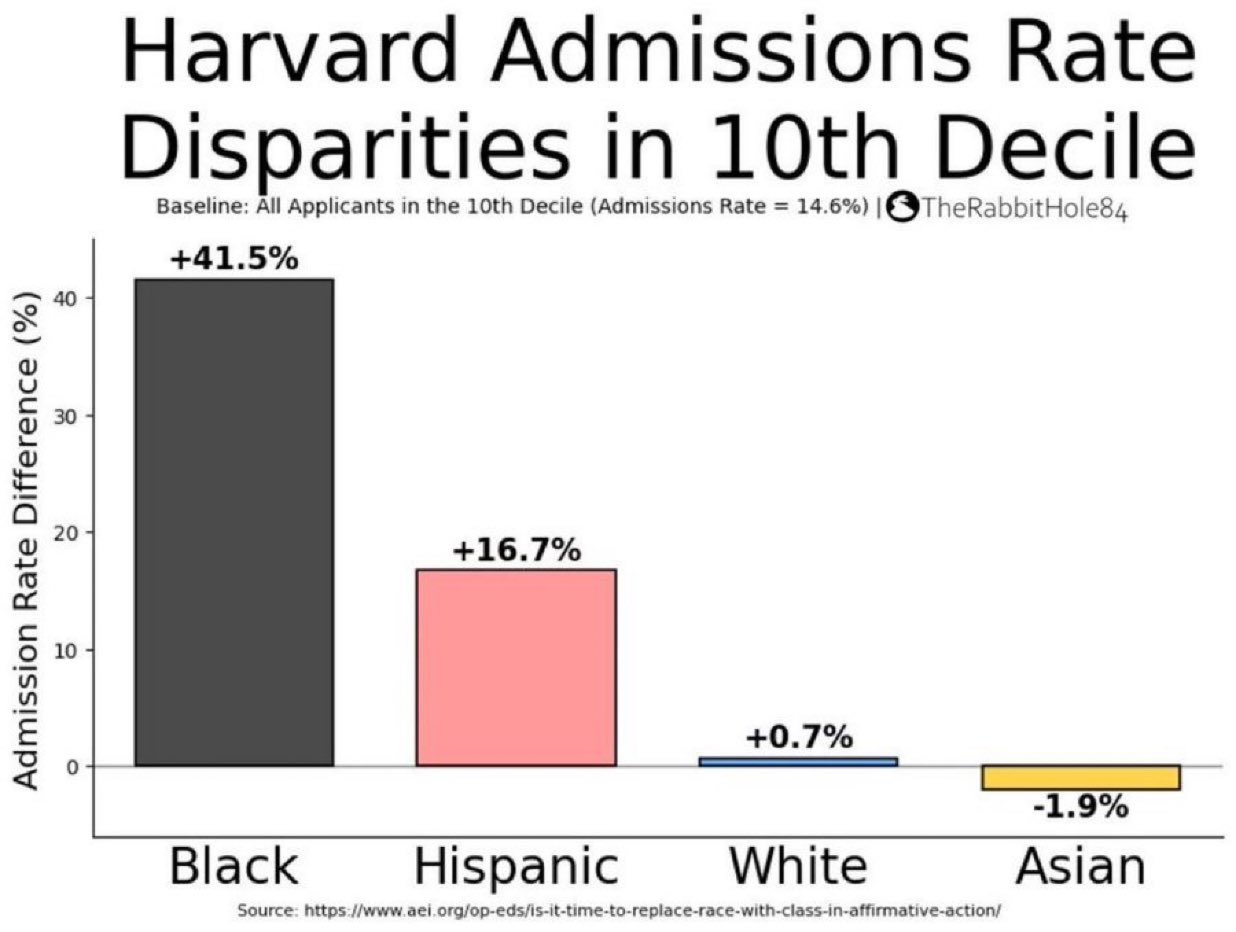 Harvard Admissions Rate
Disparities in 10th Decile
Baseline: All Applicants in the 10th Decile (Admissions Rate = 14.6%) | TheRabbitHole84
Admission Rate Difference (%)
40
30
20
10
0
+41.5%
+16.7%
+0.7%
-1.9%
Black Hispanic White Asian
Source: https://www.aei.org/op-eds/is-it-time-to-replace-race-with-class-in-affirmative-action/